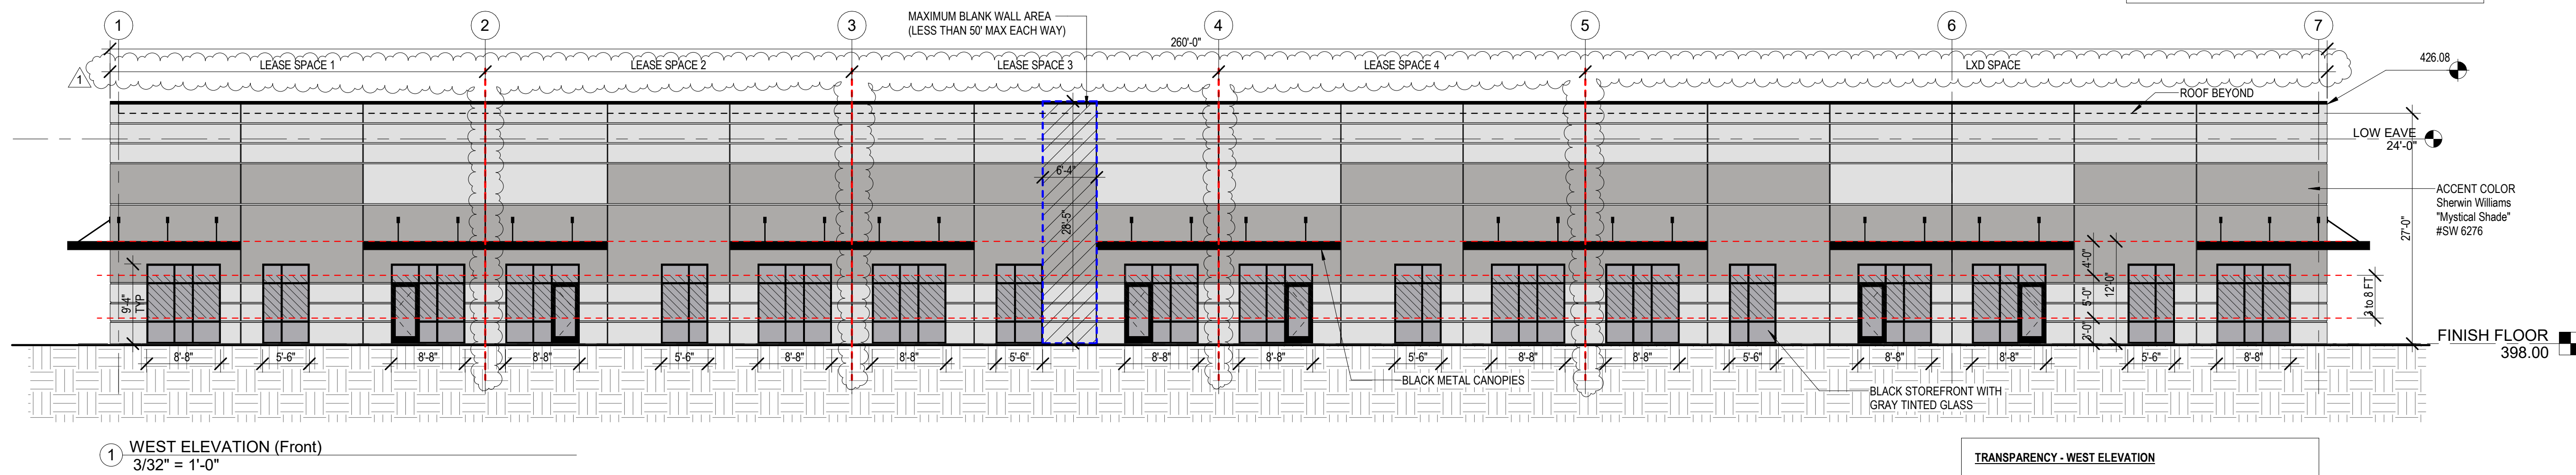 1
2
3
4
5
6
7
MAXIMUM BLANK WALL AREA
(LESS THAN 50' MAX EACH WAY)
260'-0"
1
LEASE SPACE 1
LEASE SPACE 2
LEASE SPACE 3
LEASE SPACE 4
LXD SPACE
426.08
ROOF BEYOND
LOW EAVE
24'-0"
6'-4"
28'-5"
ACCENT COLOR
Sherwin Williams
"Mystical Shade"
#SW 6276
27'-0"
9'-4"
TYP
4'-0"
5'-0"
3'-0"
12'-0"
3 to 8 FT
FINISH FLOOR
398.00
8'-8"
5'-6"
8'-8"
8'-8"
5'-6"
8'-8"
8'-8"
5'-6"
8'-8"
8'-8"
5'-6"
8'-8"
8'-8"
5'-6"
8'-8"
8'-8"
5'-6"
8'-8"
BLACK METAL CANOPIES
BLACK STOREFRONT WITH
GRAY TINTED GLASS
1
WEST ELEVATION (Front)
3/32" = 1'-0"
TRANSPARENCY - WEST ELEVATION